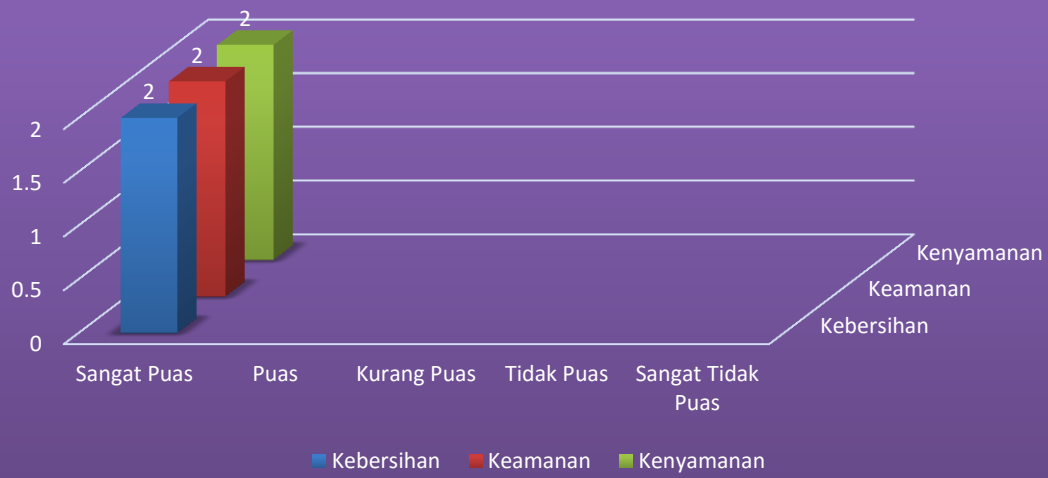 2
2
2
2
1.5
1
0.5
0
Kenyamanan
Keamanan
Kebersihan
Sangat Puas
Puas
Kurang Puas
Tidak Puas
Sangat Tidak
Puas
Kebersihan
Keamanan
Kenyamanan